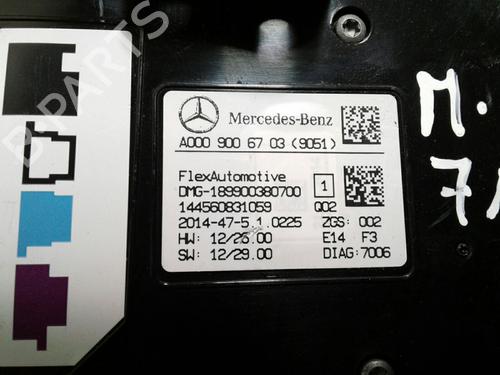 B-PARTS
Mercedes-Benz
A000 900 67 03 (9051)
FlexAutomotive
DMG-189900380700 1
144560831059 Q02
2014-47-5.1.0225 ZGS: 002
HW: 12/26.00 E14 F3
SW: 12/29.00 DIAG:7006
M.